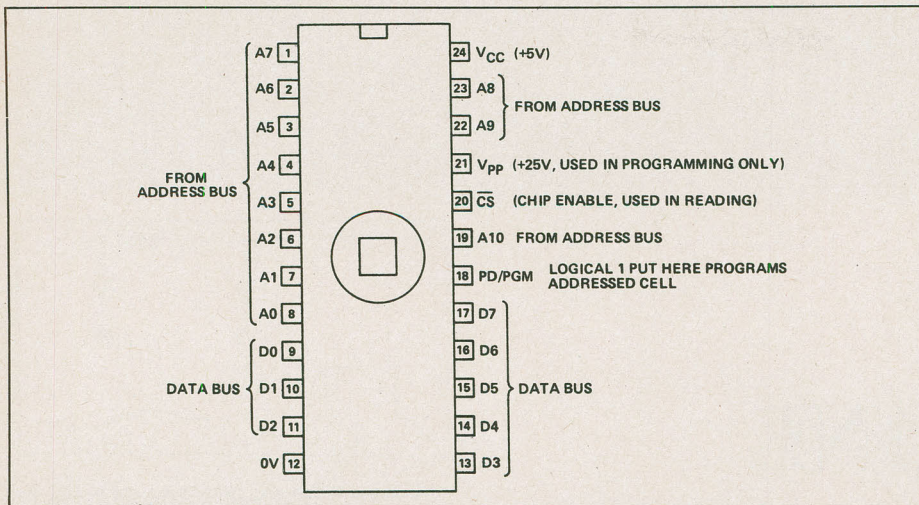 A7 1
A6 2
A5 3
A4 4
A3 5
A2 6
A1 7
A0 8
FROM
ADDRESS BUS
D0 9
D1 10
D2 11
DATA BUS
0V 12
24 VCC (+5V)
23 A8
22 A9
FROM ADDRESS BUS
21 VPP (+25V, USED IN PROGRAMMING ONLY)
20 C̅S̅ (CHIP ENABLE, USED IN READING)
19 A10 FROM ADDRESS BUS
18 PD/PGM LOGICAL 1 PUT HERE PROGRAMS
ADDRESSED CELL
17 D7
16 D6
15 D5
14 D4
13 D3
DATA BUS